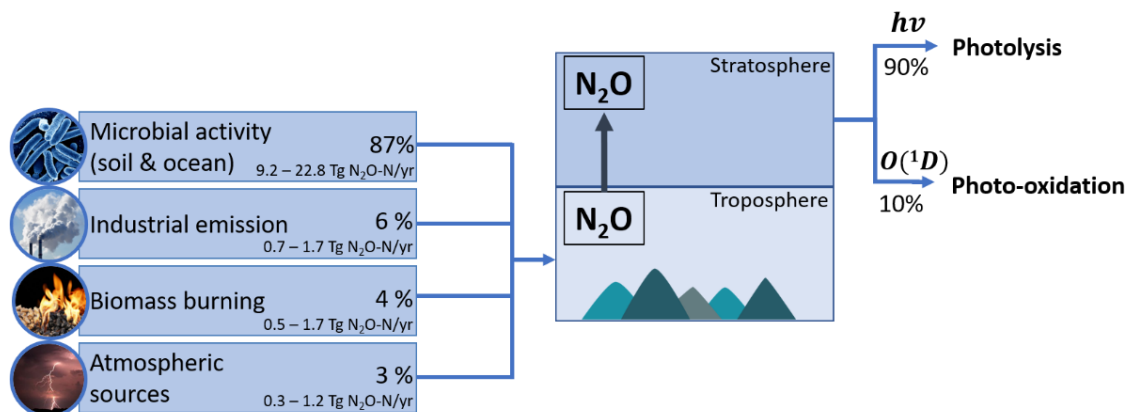 Microbial activity
(soil & ocean)
87%
9.2 – 22.8 Tg N₂O-N/yr
Industrial emission
6 %
0.7 – 1.7 Tg N₂O-N/yr
Biomass burning
4 %
0.5 – 1.7 Tg N₂O-N/yr
Atmospheric
sources
3 %
0.3 – 1.2 Tg N₂O-N/yr
Stratosphere
N₂O
Troposphere
N₂O
hν
90%
Photolysis
O(¹D)
10%
Photo-oxidation